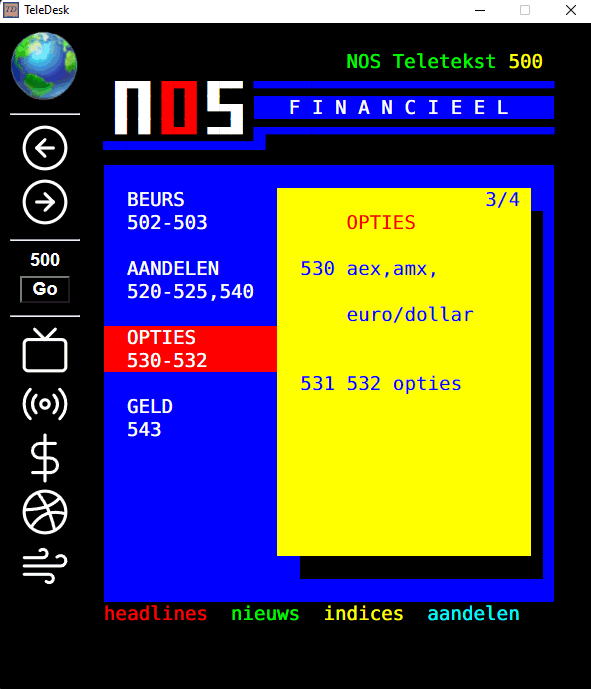 TD TeleDesk
NOS Teletekst 500
NOS
FINANCIEEL
500
Go
BEURS
502-503
AANDELEN
520-525,540
OPTIES
530-532
GELD
543
3/4
OPTIES
530 aex,amx,
euro/dollar
531 532 opties
headlines nieuws indices aandelen